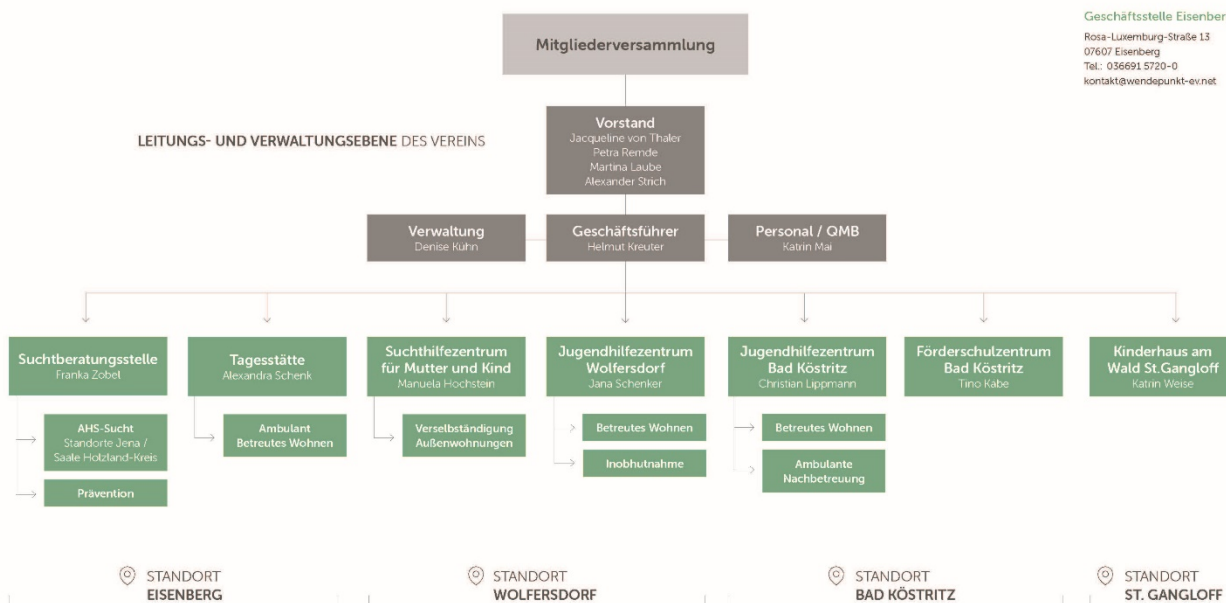 Geschäftsstelle Eisenber
Rosa-Luxemburg-Straße 13
07607 Eisenberg
Tel.: 036691 5720-0
kontakt@wendepunkt-ev.net
Mitgliederversammlung
LEITUNGS- UND VERWALTUNGSEBENE DES VEREINS
Vorstand
Jacqueline von Thaler
Petra Rernde
Martina Laube
Alexander Strich
Verwaltung
Denise Kühn
Geschäftsführer
Helmut Kreuter
Personal / QMB
Katrin Mai
Suchtberatungsstelle
Franka Zobel
AHS-Sucht
Standorte Jena /
Saale Holzland-Kreis
Prävention
Tagesstätte
Alexandra Schenk
Ambulant
Betreutes Wohnen
Suchthilfezentrum
für Mutter und Kind
Manuela Hochstein
Verselbständigung
Außenwohnungen
Jugendhilfezentrum
Wolfersdorf
Jana Schenker
Betreutes Wohnen
Inobhutnahme
Jugendhilfezentrum
Bad Köstritz
Christian Lippmann
Betreutes Wohnen
Ambulante
Nachbetreuung
Förderschulzentrum
Bad Köstritz
Tino Kabe
Kinderhaus am
Wald St.Gangloff
Katrin Weise
STANDORT
EISENBERG
STANDORT
WOLFERSDORF
STANDORT
BAD KÖSTRITZ
STANDORT
ST. GANGLOFF